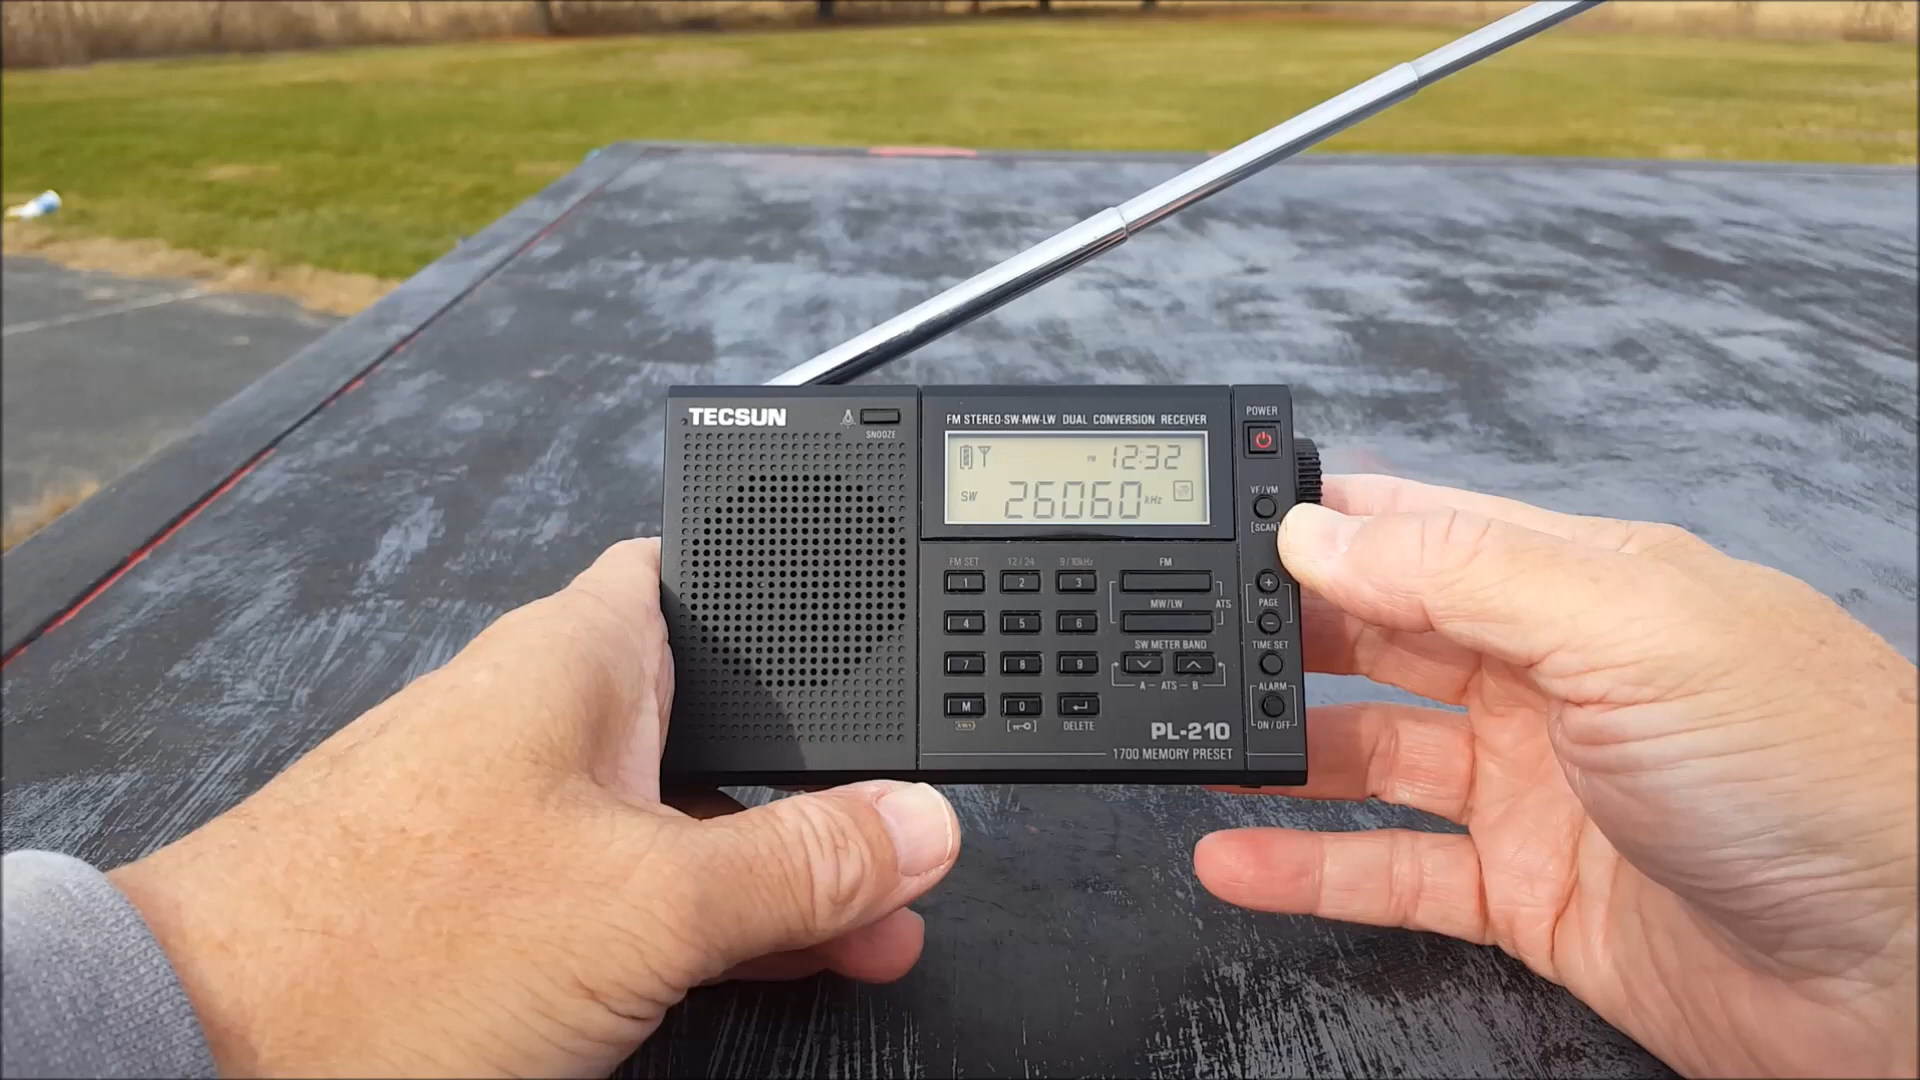 TECSUN
SNOOZE
FM STEREO-SW-MW-LW DUAL CONVERSION RECEIVER
PM 12:32
SW 26060 kHz
POWER
VF/VM
[SCAN]
FM SET 12/24 9/10kHz
1 2 3
4 5 6
7 8 9
M 0
DELETE
FM
MW/LW
ATS
SW METER BAND
A - ATS - B
+
PAGE
-
TIME SET
ALARM
ON / OFF
PL-210
1700 MEMORY PRESET